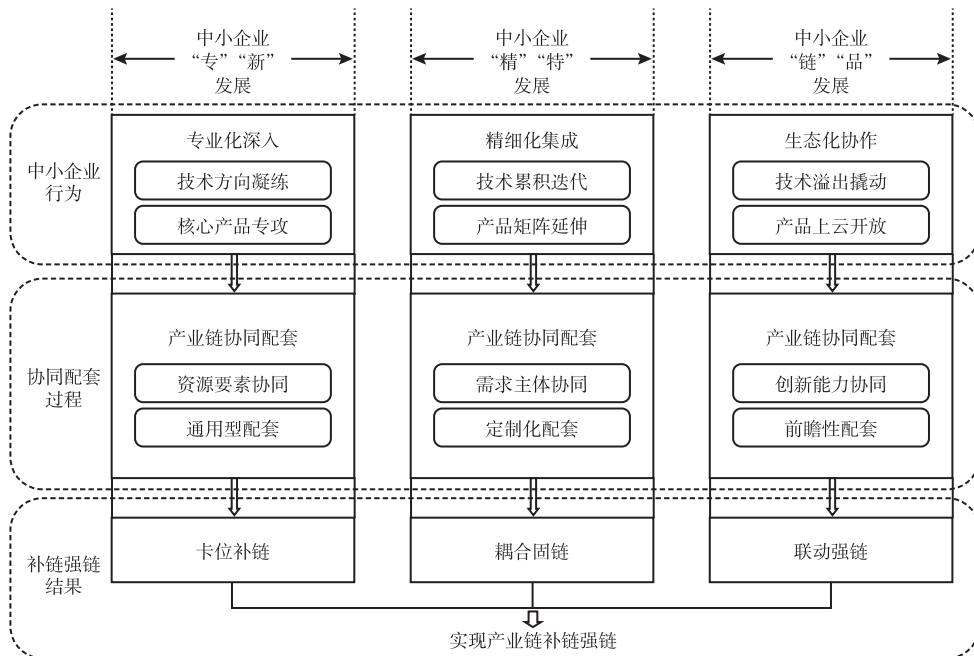 中小企业
“专”“新”
发展
中小企业
“精”“特”
发展
中小企业
“链”“品”
发展
中小企业
行为
专业化深入
技术方向凝练
核心产品专攻
精细化集成
技术累积迭代
产品矩阵延伸
生态化协作
技术溢出撬动
产品上云开放
协同配套
过程
产业链协同配套
资源要素协同
通用型配套
产业链协同配套
需求主体协同
定制化配套
产业链协同配套
创新能力协同
前瞻性配套
补链强链
结果
卡位补链
耦合固链
联动强链
实现产业链补链强链